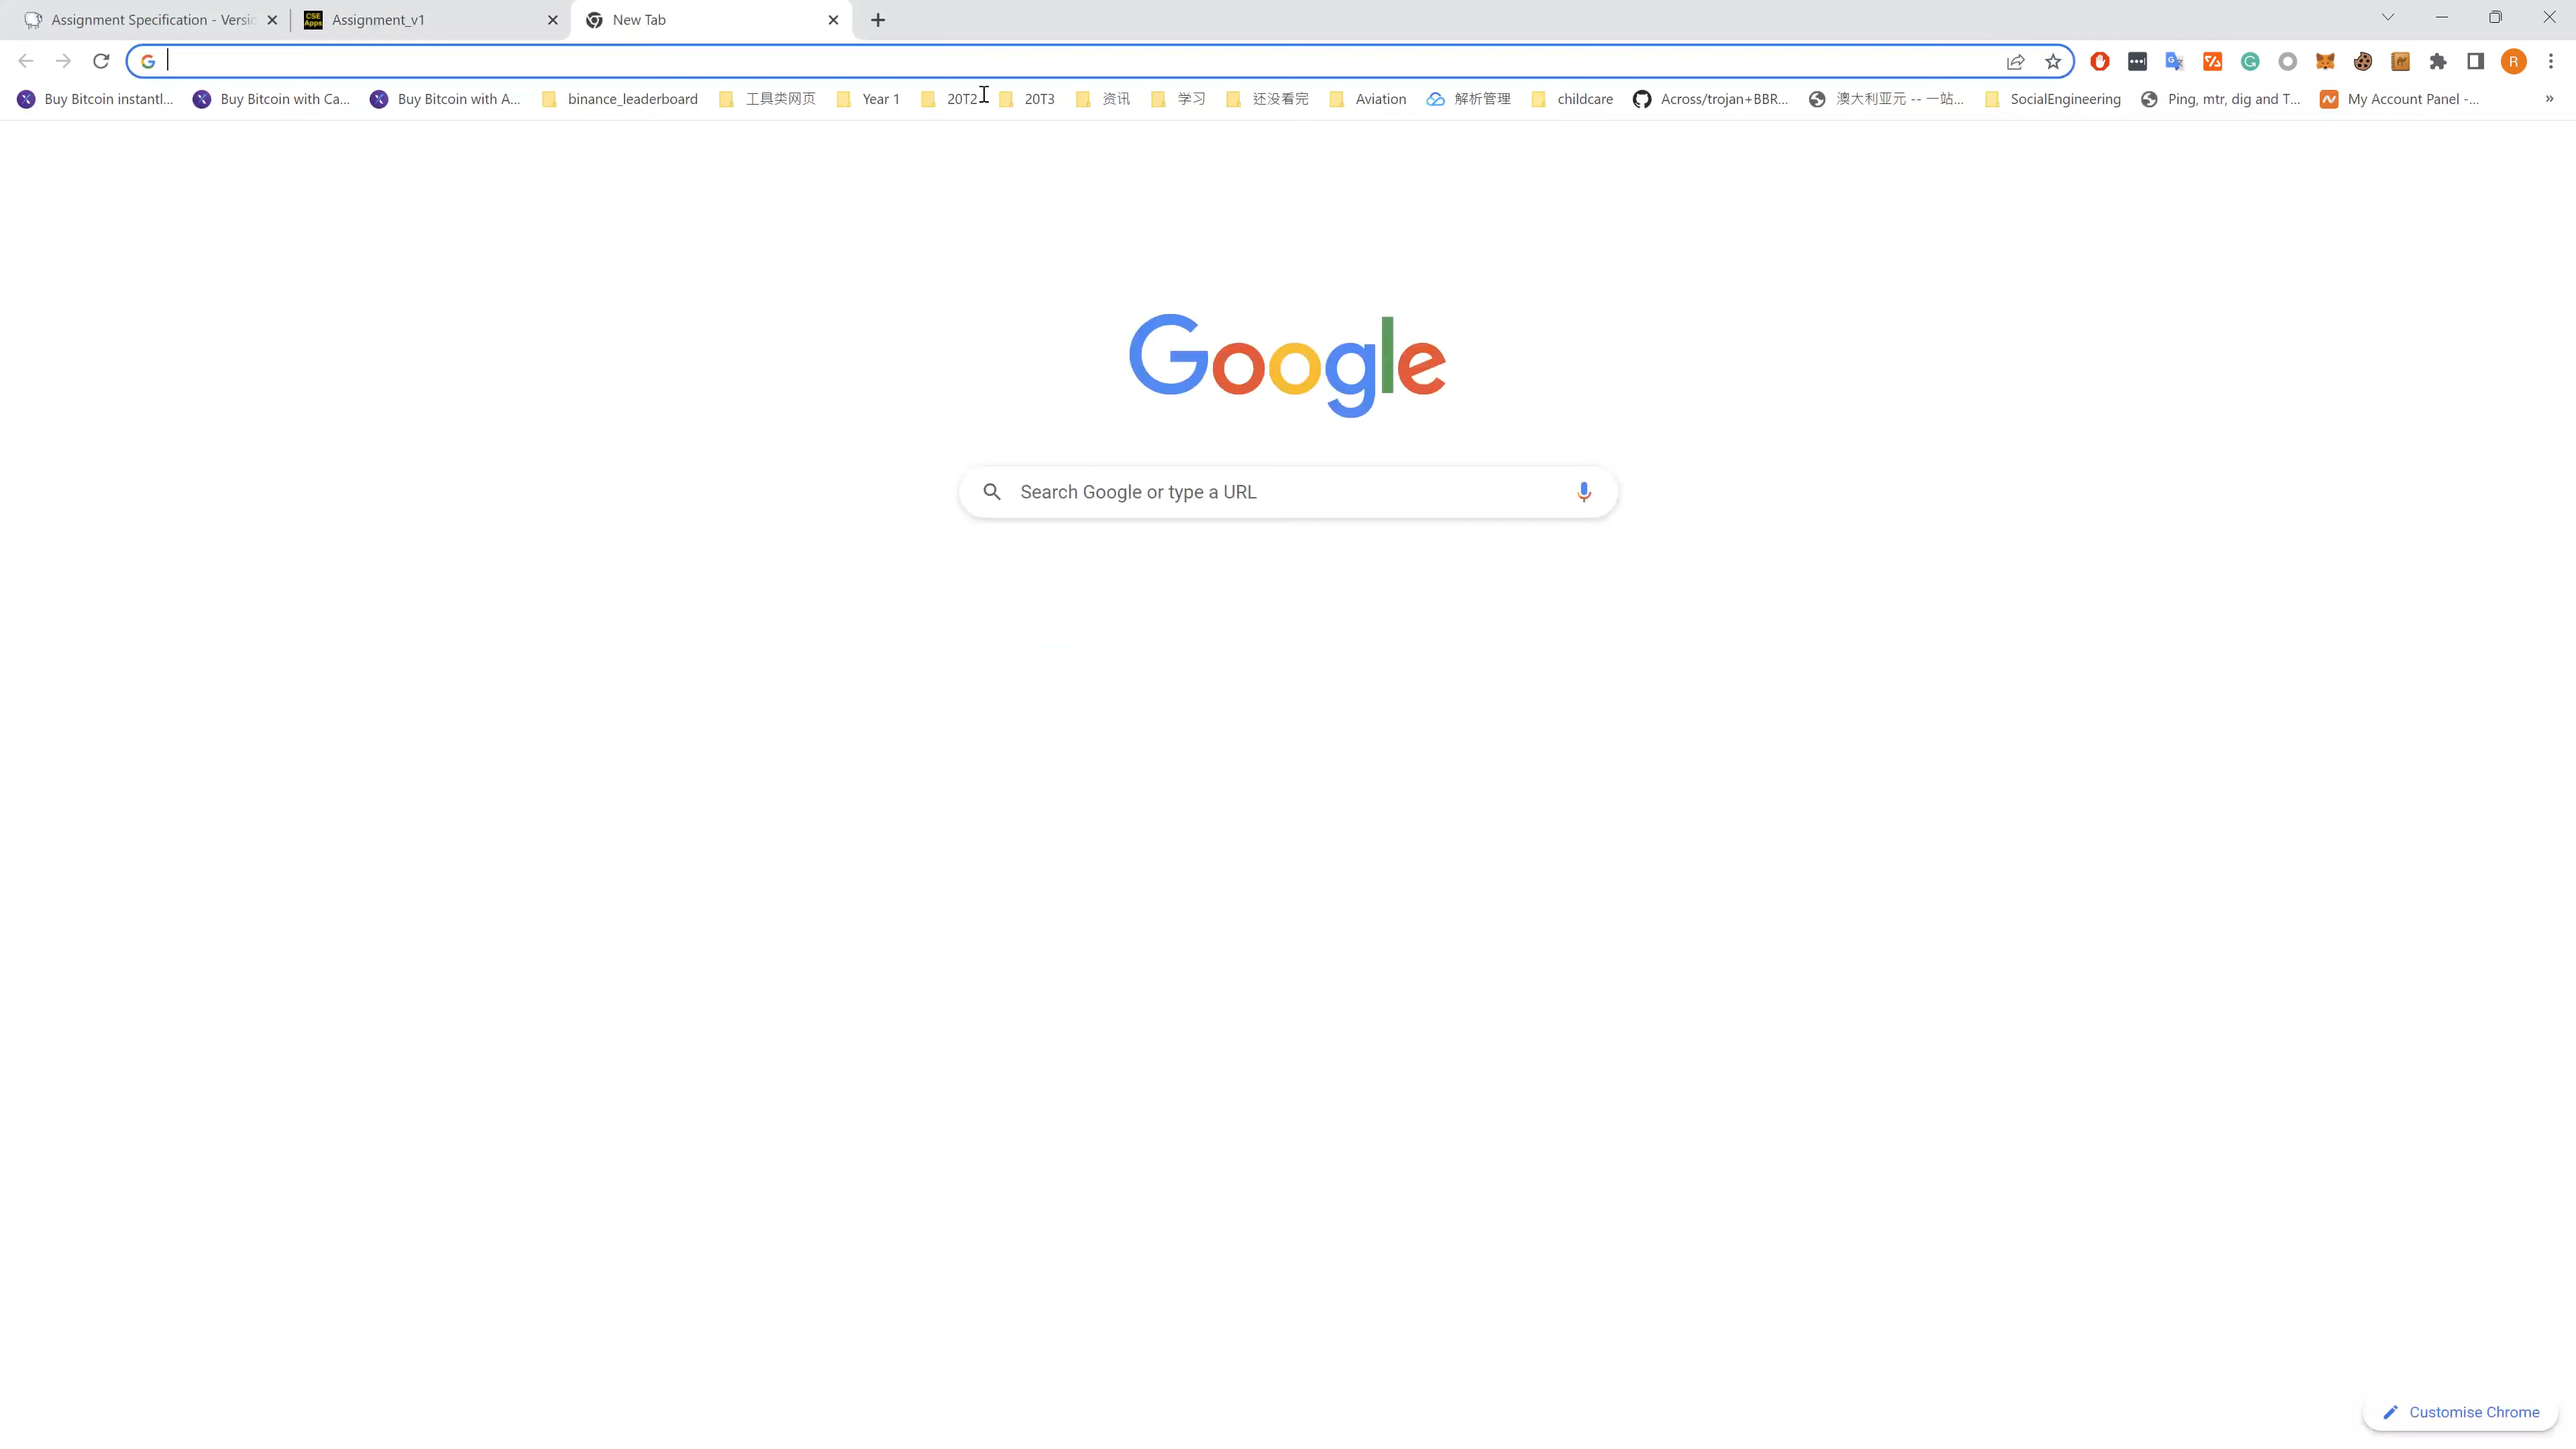 Assignment Specification - Versic
CSE Apps
Assignment_v1
New Tab
R
Buy Bitcoin instantl...
Buy Bitcoin with Ca...
Buy Bitcoin with A...
binance_leaderboard
工具类网页
Year 1
20T2
20T3
资讯
学习
还没看完
Aviation
解析管理
childcare
Across/trojan+BBR...
澳大利亚元 -- 一站...
SocialEngineering
Ping, mtr, dig and T...
My Account Panel -...
»
Google
Search Google or type a URL
Customise Chrome